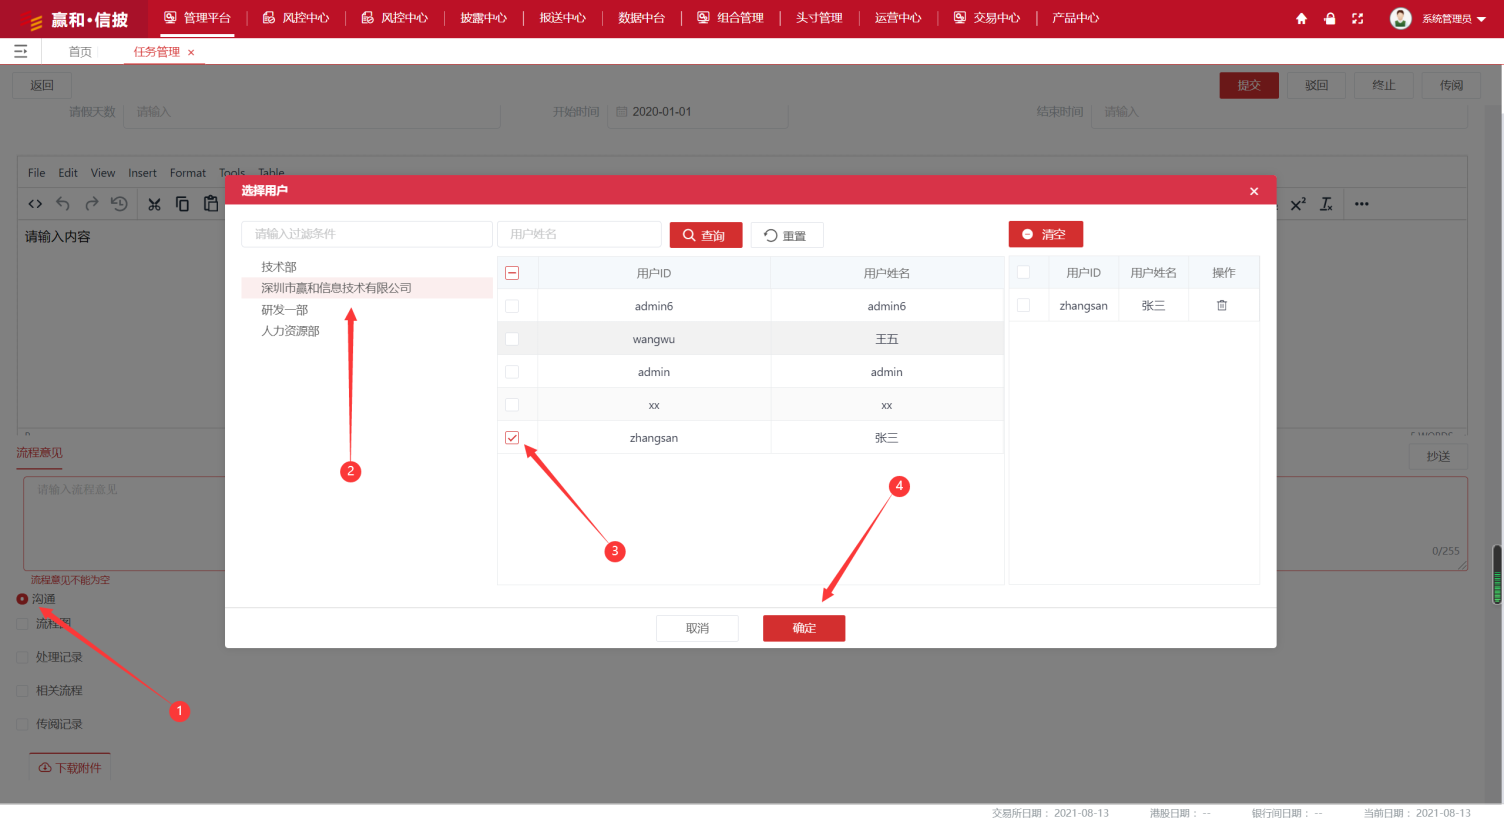 赢和•信披 管理平台 风控中心 风控中心 披露中心 报送中心 数据中台 组合管理 头寸管理 运营中心 交易中心 产品中心 系统管理员
首页 任务管理 ×
返回 提交 驳回 终止 传阅
请假天数 请输入 开始时间 2020-01-01 结束时间 请输入
File Edit View Insert Format Tools Table
请输入内容
选择用户
请输入过滤条件 用户姓名 查询 重置 清空
技术部
深圳市赢和信息技术有限公司
研发一部
人力资源部
用户ID 用户姓名
admin6 admin6
wangwu 王五
admin admin
xx xx
zhangsan 张三
用户ID 用户姓名 操作
zhangsan 张三
2
3
4
取消 确定
流程意见 抄送
请输入流程意见
0/255
流程意见不能为空
沟通
流程图
处理记录
相关流程
1
传阅记录
下载附件
交易所日期： 2021-08-13 港股日期： -- 银行间日期： -- 当前日期： 2021-08-13